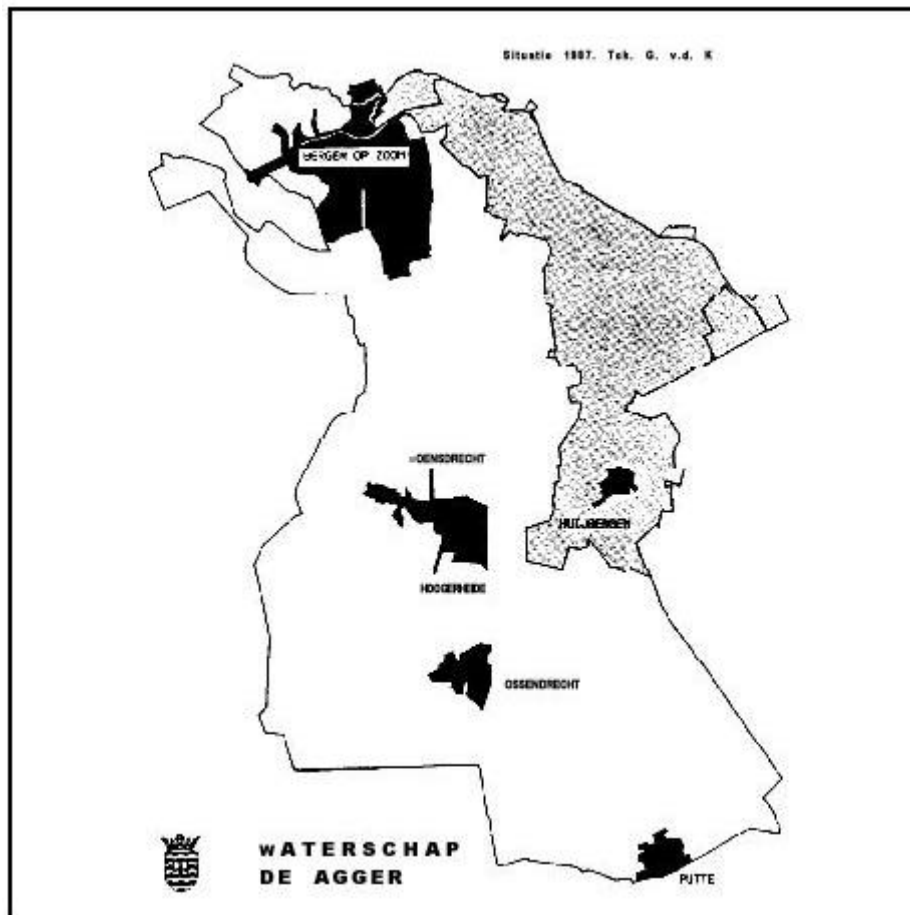 Situatie 1987. Tek. G. v.d. K
BERGEN OP ZOOM
WOENSDRECHT
HUIJBERGEN
HOOGERHEIDE
OSSENDRECHT
WATERSCHAP
DE AGGER
PUTTE